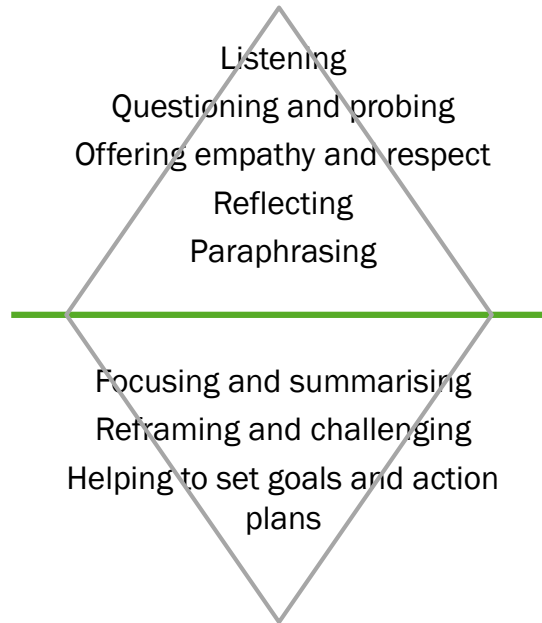 Listening
Questioning and probing
Offering empathy and respect
Reflecting
Paraphrasing
Focusing and summarising
Reframing and challenging
Helping to set goals and action
plans